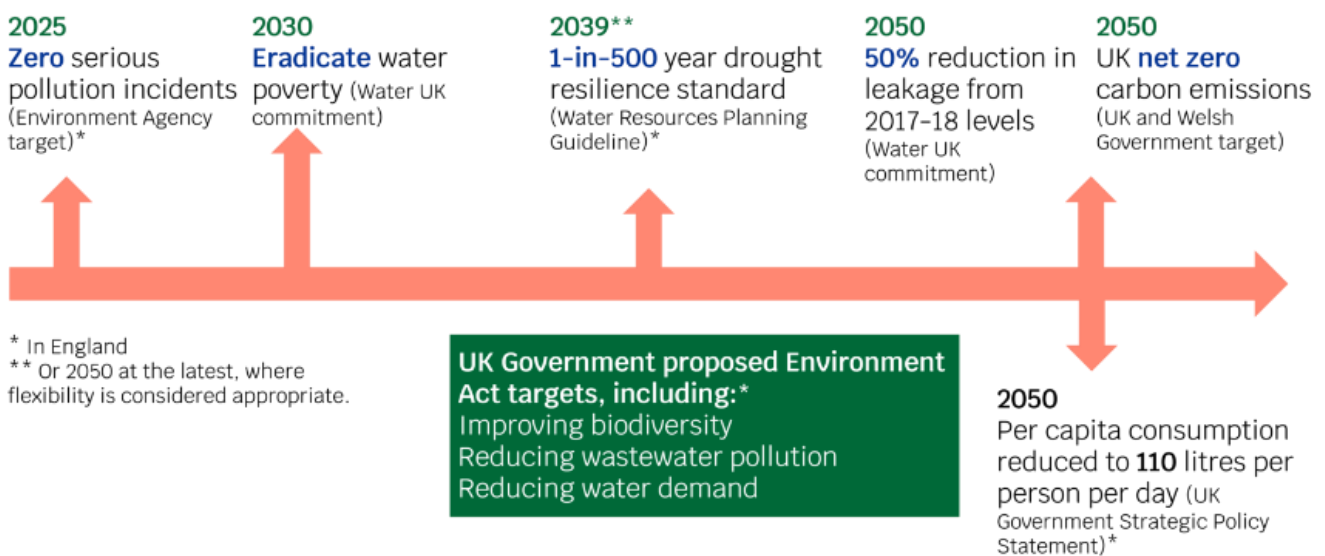 2025
Zero serious
pollution incidents
(Environment Agency
target)*
2030
Eradicate water
poverty (Water UK
commitment)
2039**
1-in-500 year drought
resilience standard
(Water Resources Planning
Guideline)*
2050
50% reduction in
leakage from
2017-18 levels
(Water UK
commitment)
2050
UK net zero
carbon emissions
(UK and Welsh
Government target)
* In England
** Or 2050 at the latest, where
flexibility is considered appropriate.
UK Government proposed Environment
Act targets, including:*
Improving biodiversity
Reducing wastewater pollution
Reducing water demand
2050
Per capita consumption
reduced to 110 litres per
person per day (UK
Government Strategic Policy
Statement)*